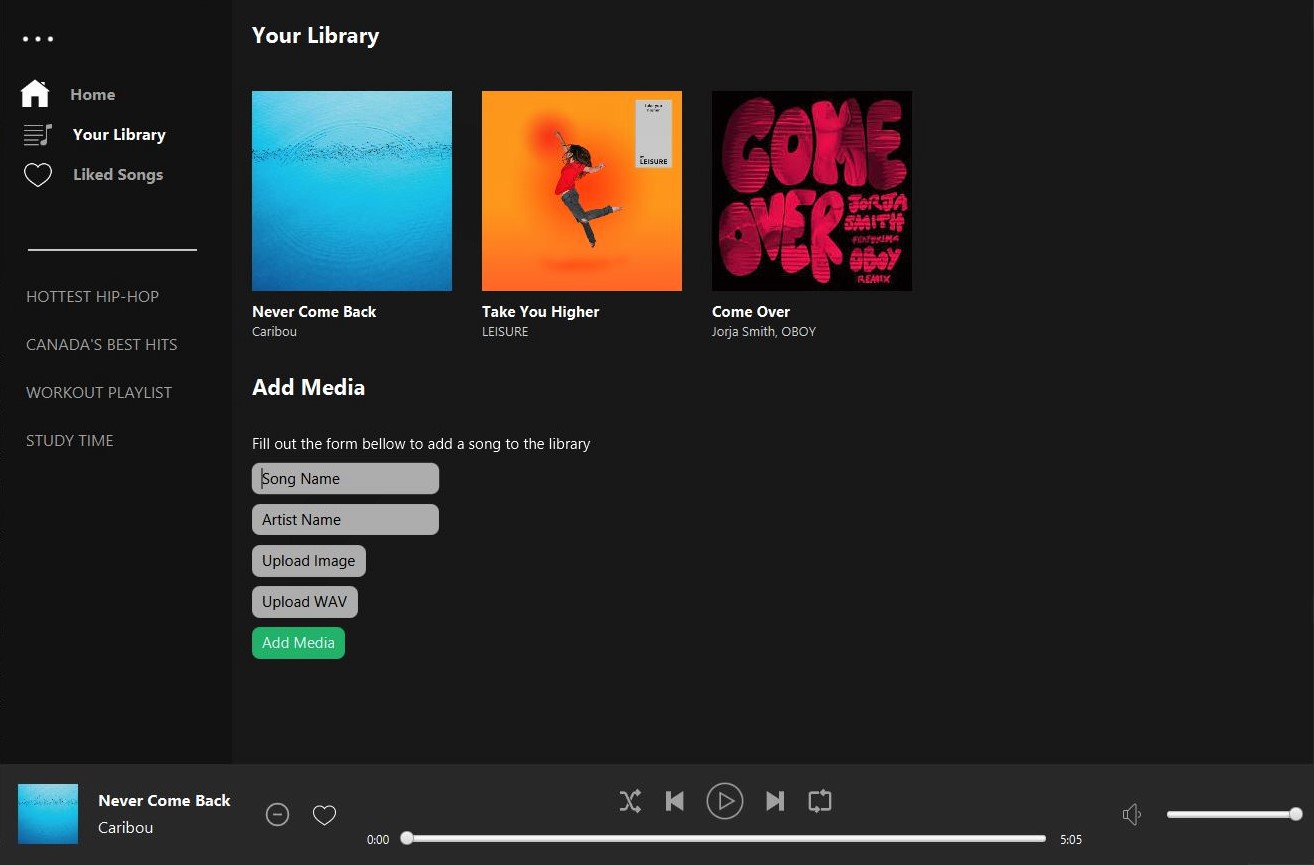 Your Library
Home
Your Library
Liked Songs
HOTTEST HIP-HOP
CANADA'S BEST HITS
WORKOUT PLAYLIST
STUDY TIME
take you
higher
LEISURE
COME
OVER
JORJA
SMITH
FEATURING
OBOY
REMIX
Never Come Back
Caribou
Take You Higher
LEISURE
Come Over
Jorja Smith, OBOY
Add Media
Fill out the form bellow to add a song to the library
Song Name
Artist Name
Upload Image
Upload WAV
Add Media
Never Come Back
Caribou
0:00
5:05